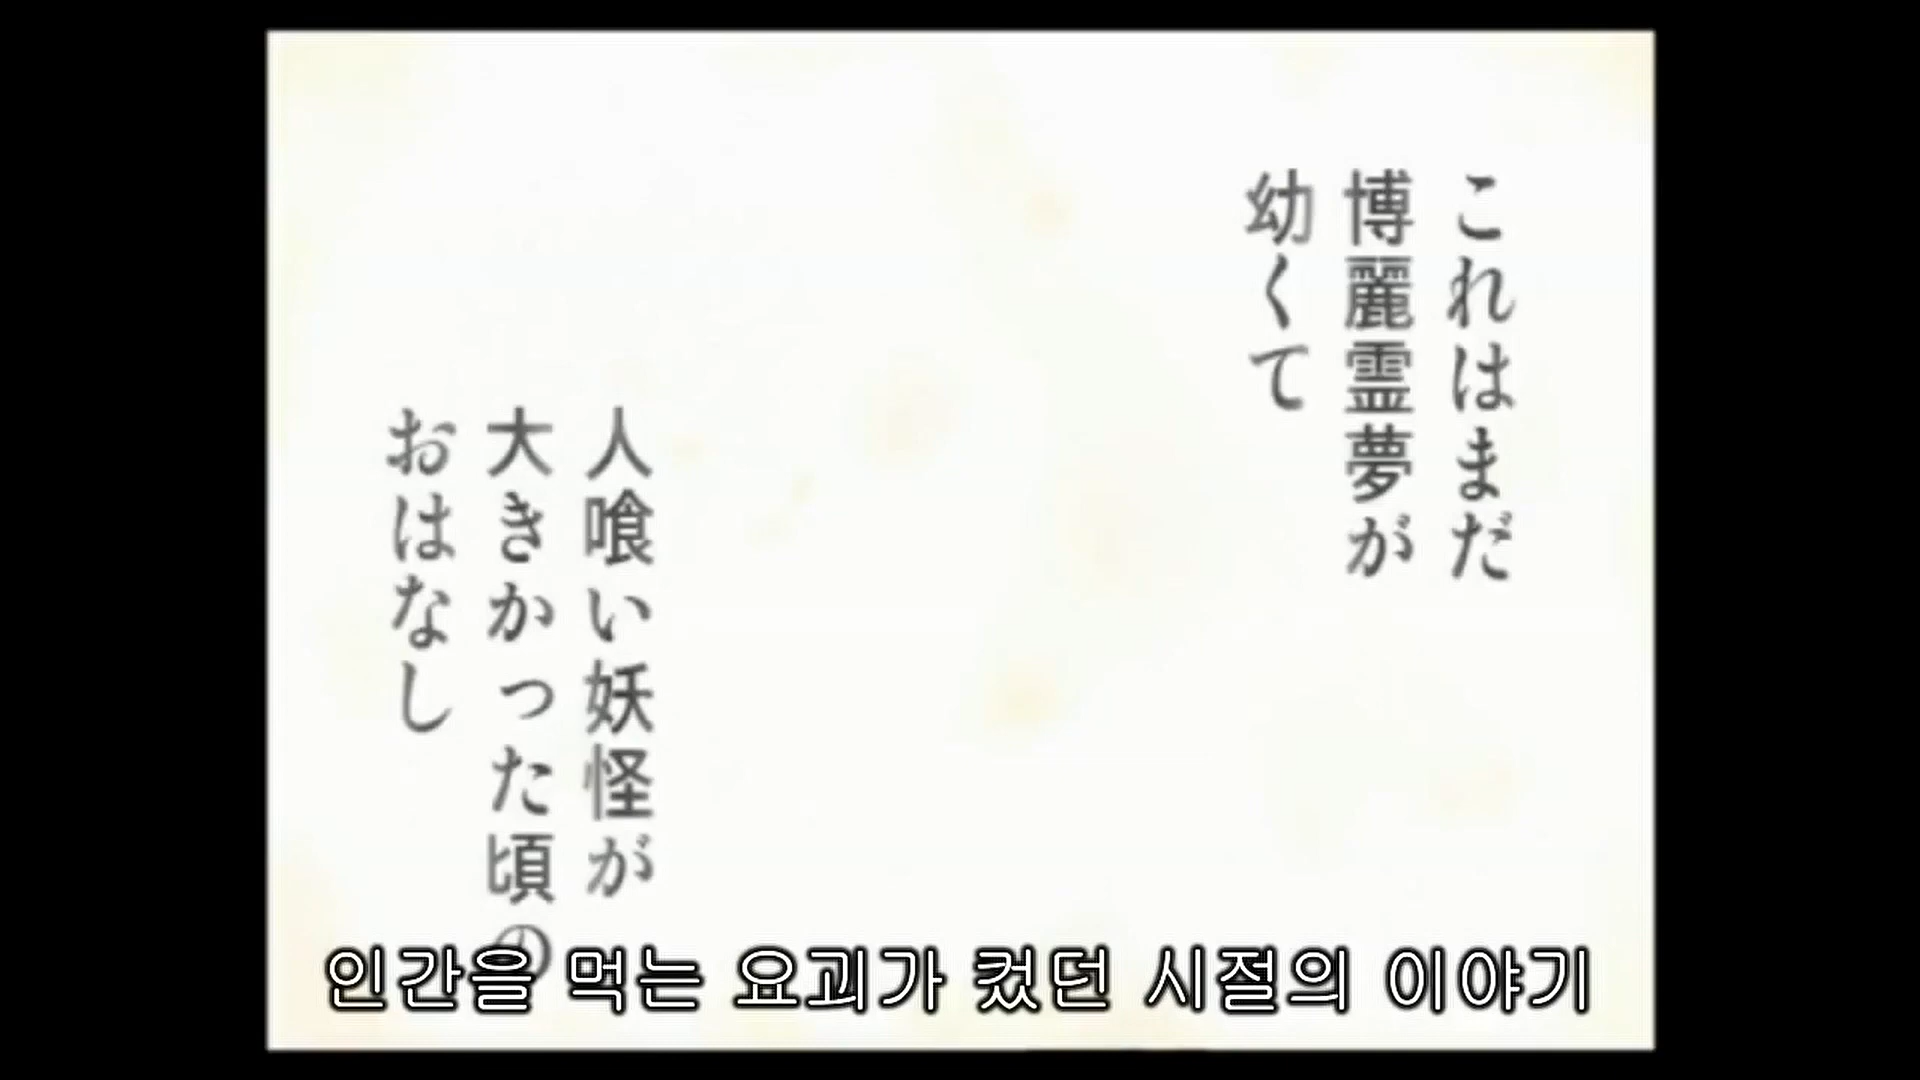 これはまだ
博麗霊夢が
幼くて
人喰い妖怪が
大きかった頃の
おはなし
인간을 먹는 요괴가 컸던 시절의 이야기